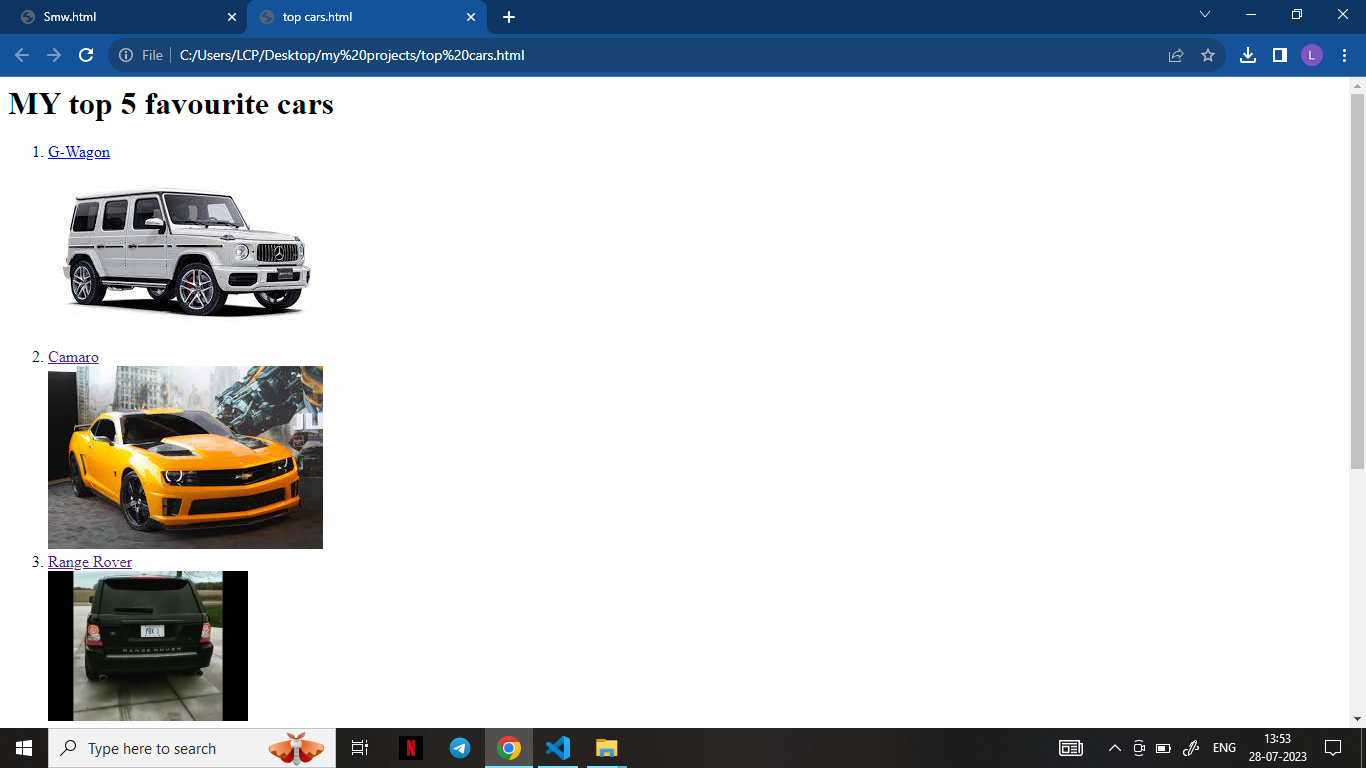 Smw.html
top cars.html
File
C:/Users/LCP/Desktop/my%20projects/top%20cars.html
L
MY top 5 favourite cars
1. G-Wagon
2. Camaro
3. Range Rover
RANGE ROVER
Type here to search
N
ENG
13:53
28-07-2023